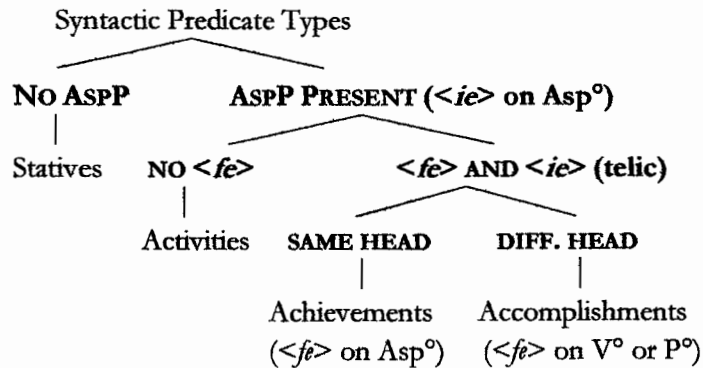 Syntactic Predicate Types
NO ASPP ASPP PRESENT (<ie> on Asp°)
Statives NO <fe> <fe> AND <ie> (telic)
Activities SAME HEAD DIFF. HEAD
Achievements Accomplishments
(<fe> on Asp°) (<fe> on V° or P°)